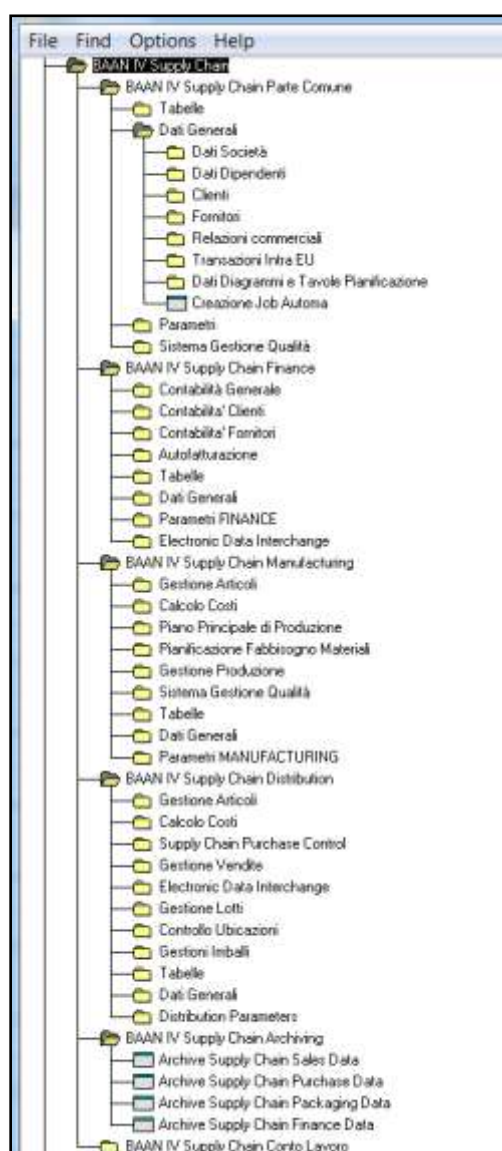 File Find Options Help
BAAN IV Supply Chain
BAAN IV Supply Chain Parte Comune
Tabelle
Dati Generali
Dati Società
Dati Dipendenti
Clienti
Fornitori
Relazioni commerciali
Transazioni Intra EU
Dati Diagrammi e Tavole Pianificazione
Creazione Job Automa
Parametri
Sistema Gestione Qualità
BAAN IV Supply Chain Finance
Contabilità Generale
Contabilita' Clienti
Contabilita' Fornitori
Autofatturazione
Tabelle
Dati Generali
Parametri FINANCE
Electronic Data Interchange
BAAN IV Supply Chain Manufacturing
Gestione Articoli
Calcolo Costi
Piano Principale di Produzione
Pianificazione Fabbisogno Materiali
Gestione Produzione
Sistema Gestione Qualità
Tabelle
Dati Generali
Parametri MANUFACTURING
BAAN IV Supply Chain Distribution
Gestione Articoli
Calcolo Costi
Supply Chain Purchase Control
Gestione Vendite
Electronic Data Interchange
Gestione Lotti
Controllo Ubicazioni
Gestioni Imballi
Tabelle
Dati Generali
Distribution Parameters
BAAN IV Supply Chain Archiving
Archive Supply Chain Sales Data
Archive Supply Chain Purchase Data
Archive Supply Chain Packaging Data
Archive Supply Chain Finance Data
BAAN IV Supply Chain Conto Lavoro